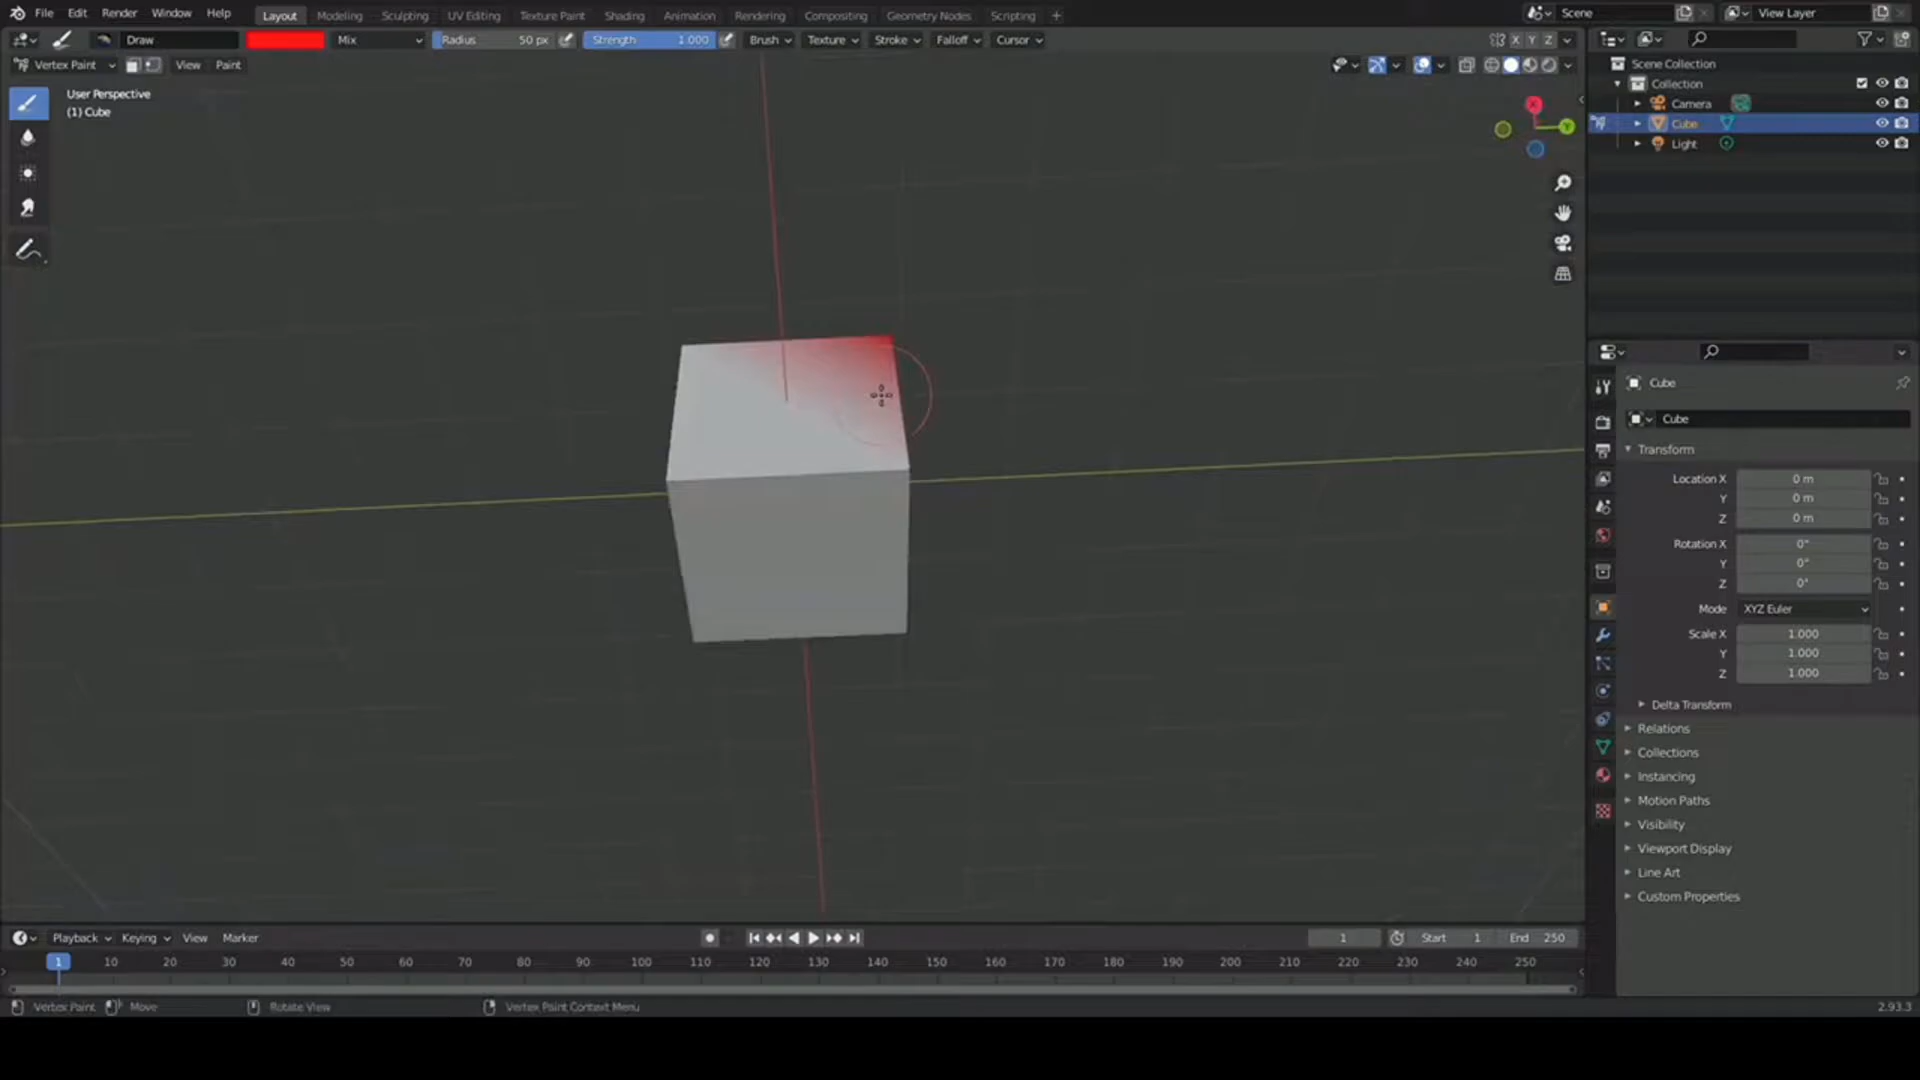 File Edit Render Window Help Layout Modeling Sculpting UV Editing Texture Paint Shading Animation Rendering Compositing Geometry Nodes Scripting + Scene View Layer
Draw Mix Radius 50 px Strength 1.000 Brush Texture Stroke Falloff Cursor X Y Z
Vertex Paint View Paint
User Perspective
(1) Cube
X
Y
Scene Collection
Collection
Camera
Cube
Light
Cube
Cube
Transform
Location X 0 m
Y 0 m
Z 0 m
Rotation X 0°
Y 0°
Z 0°
Mode XYZ Euler
Scale X 1.000
Y 1.000
Z 1.000
Delta Transform
Relations
Collections
Instancing
Motion Paths
Visibility
Viewport Display
Line Art
Custom Properties
Playback Keying View Marker 1 Start 1 End 250
1 10 20 30 40 50 60 70 80 90 100 110 120 130 140 150 160 170 180 190 200 210 220 230 240 250
Vertex Paint Move Rotate View Vertex Paint Context Menu 2.93.3